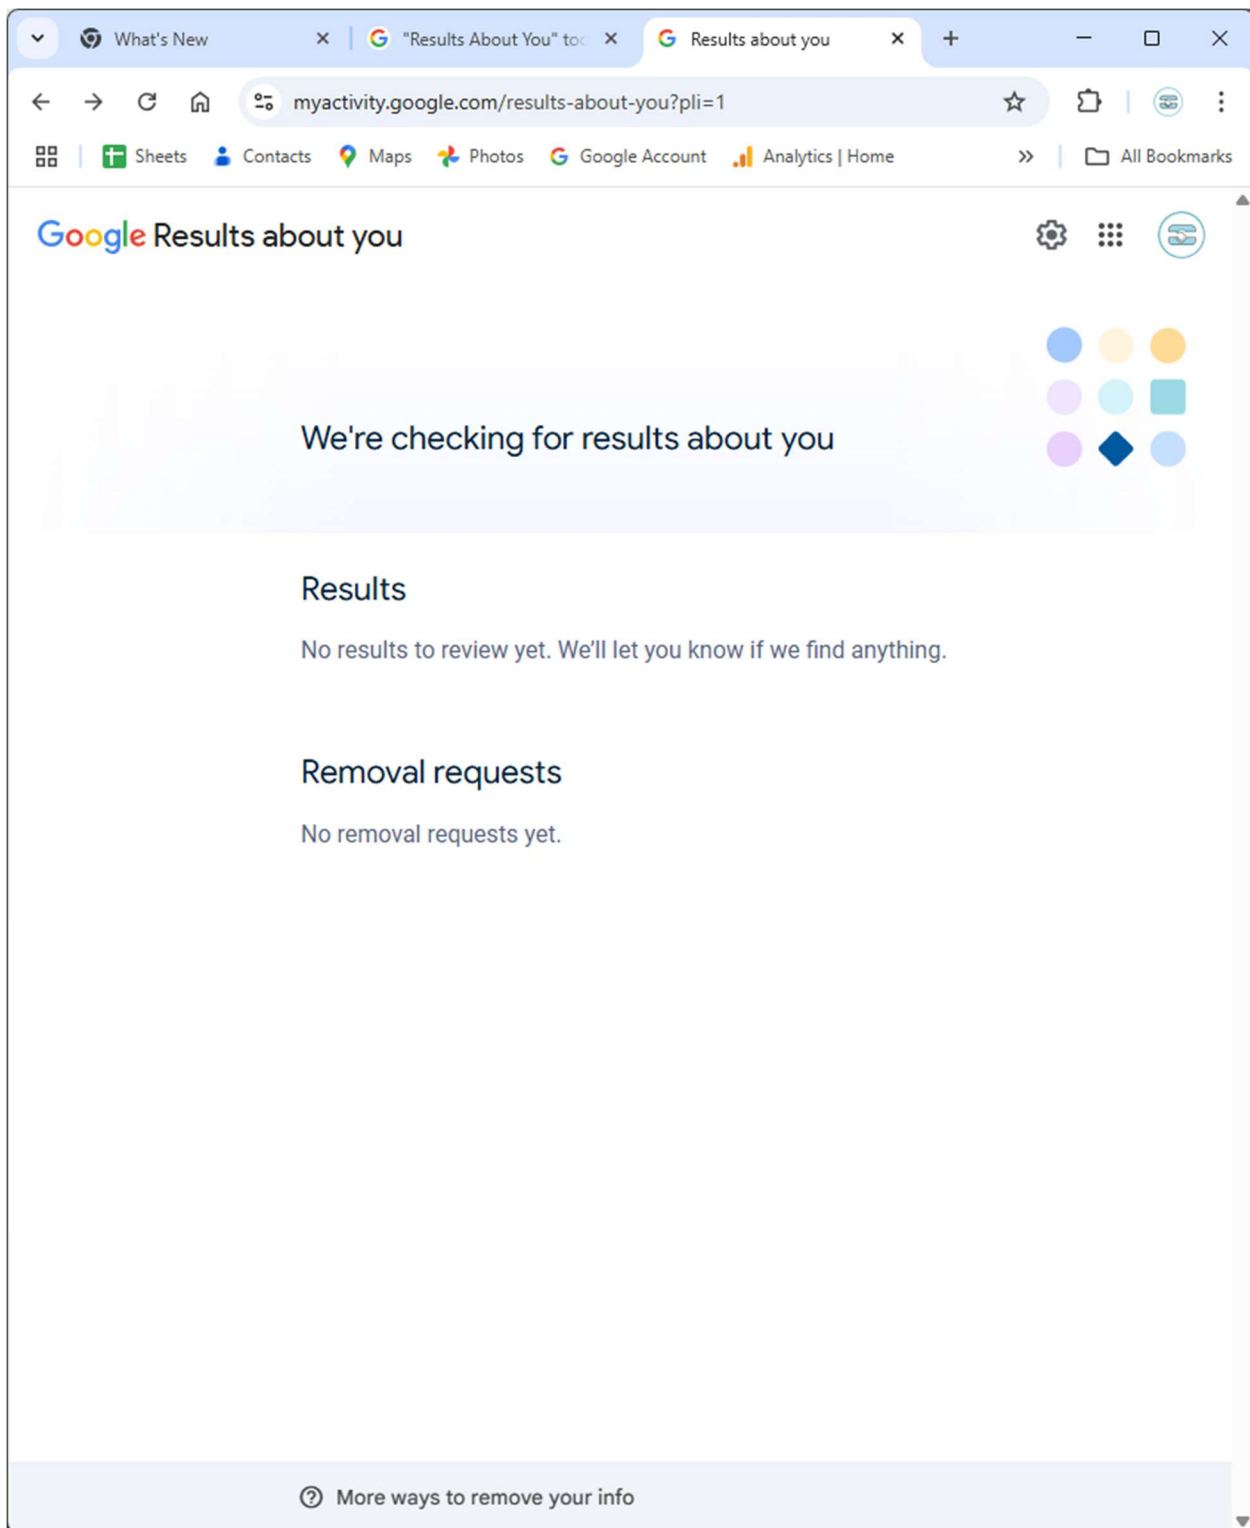 What's New
"Results About You" too
Results about you
myactivity.google.com/results-about-you?pli=1
Sheets
Contacts
Maps
Photos
Google Account
Analytics | Home
All Bookmarks
Google Results about you
We're checking for results about you
Results
No results to review yet. We’ll let you know if we find anything.
Removal requests
No removal requests yet.
More ways to remove your info